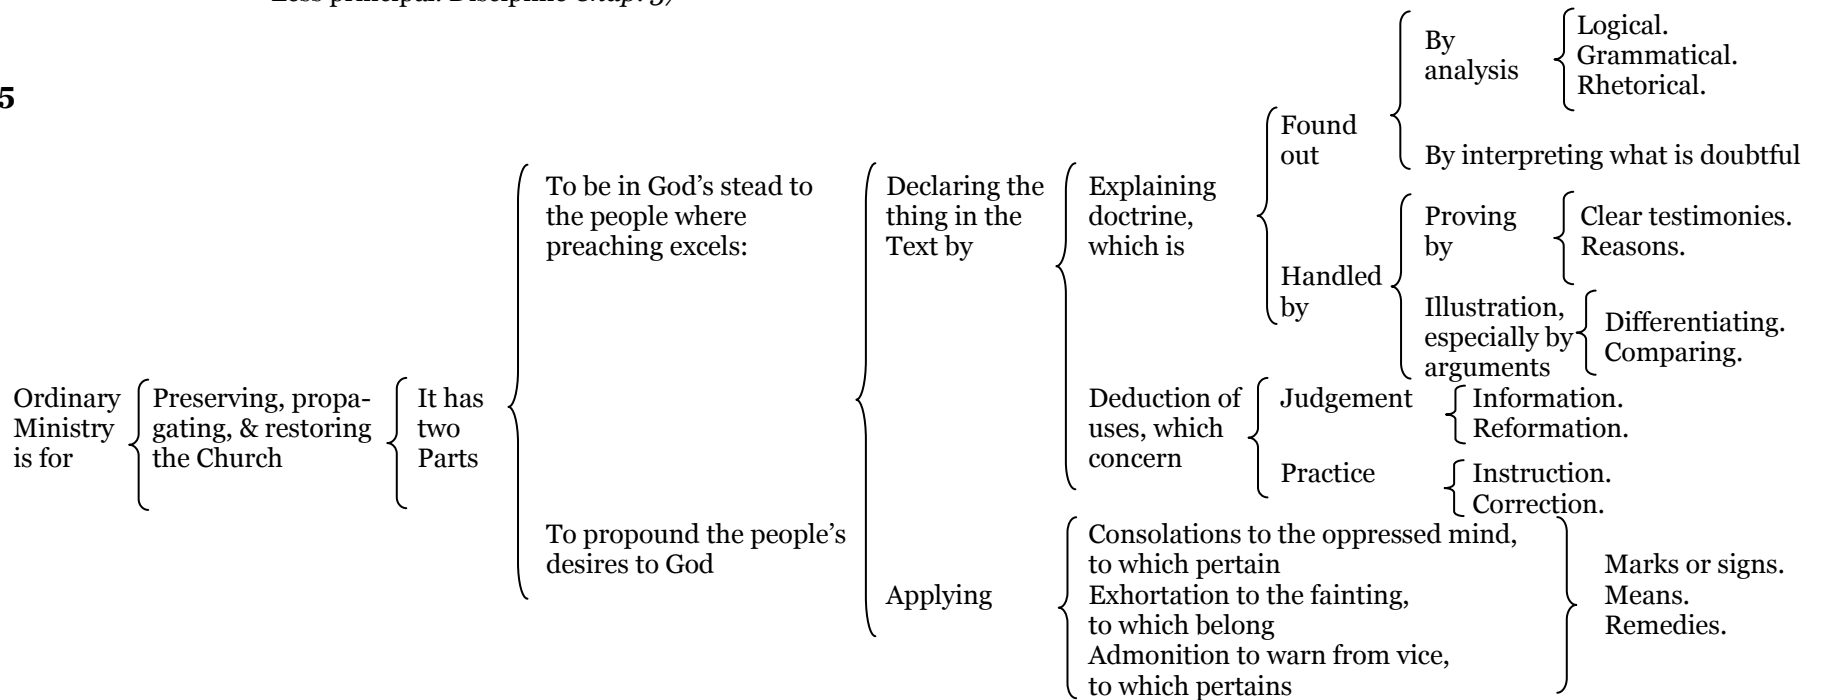 Less principal: Discipline Chap. 37
5
Ordinary
Ministry
is for
Preserving, propa-
gating, & restoring
the Church
It has
two
Parts
To be in God's stead to
the people where
preaching excels:
To propound the people's
desires to God
Declaring the
thing in the
Text by
Applying
Explaining
doctrine,
which is
Found
out
By
analysis
Logical.
Grammatical.
Rhetorical.
By interpreting what is doubtful
Handled
by
Proving
by
Clear testimonies.
Reasons.
Illustration,
especially by
arguments
Differentiating.
Comparing.
Deduction of
uses, which
concern
Judgement
Information.
Reformation.
Practice
Instruction.
Correction.
Consolations to the oppressed mind,
to which pertain
Exhortation to the fainting,
to which belong
Admonition to warn from vice,
to which pertains
Marks or signs.
Means.
Remedies.